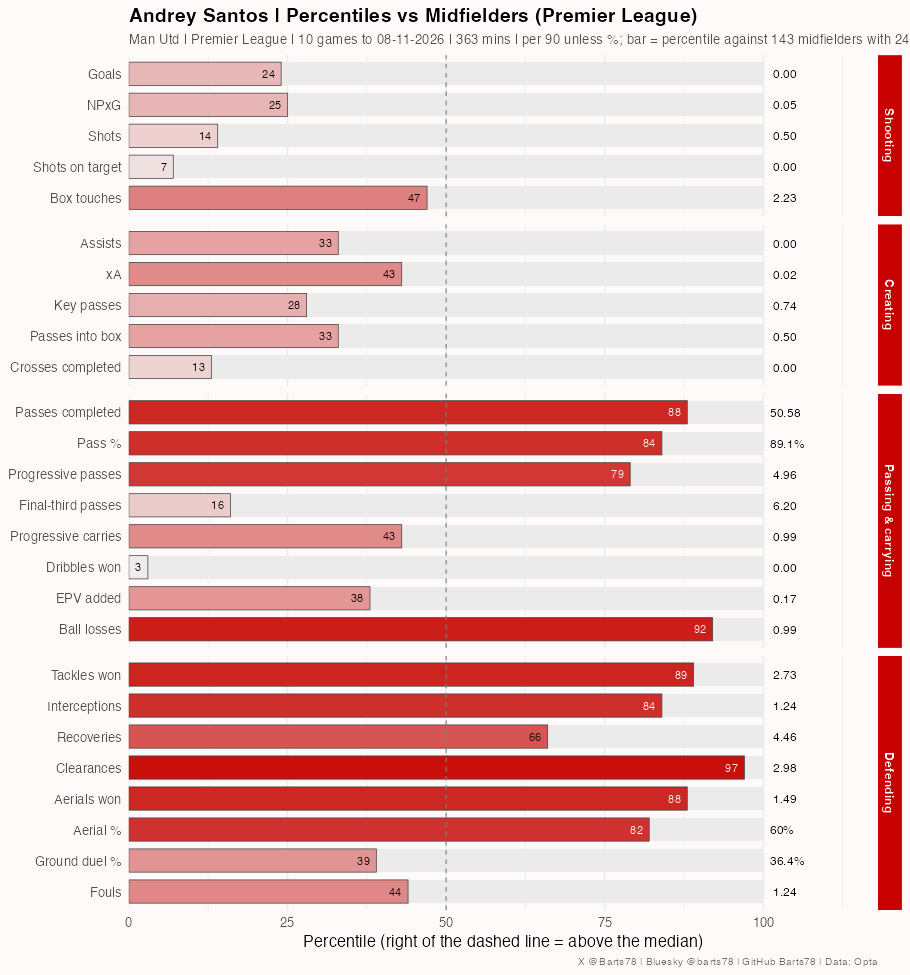 Andrey Santos | Percentiles vs Midfielders (Premier League)
Man Utd | Premier League | 10 games to 08-11-2026 | 363 mins | per 90 unless %; bar = percentile against 143 midfielders with 24
Goals 24 0.00
NPxG 25 0.05
Shots 14 0.50
Shots on target 7 0.00
Box touches 47 2.23
Shooting
Assists 33 0.00
xA 43 0.02
Key passes 28 0.74
Passes into box 33 0.50
Crosses completed 13 0.00
Creating
Passes completed 88 50.58
Pass % 84 89.1%
Progressive passes 79 4.96
Final-third passes 16 6.20
Progressive carries 43 0.99
Dribbles won 3 0.00
EPV added 38 0.17
Ball losses 92 0.99
Passing & carrying
Tackles won 89 2.73
Interceptions 84 1.24
Recoveries 66 4.46
Clearances 97 2.98
Aerials won 88 1.49
Aerial % 82 60%
Ground duel % 39 36.4%
Fouls 44 1.24
Defending
0 25 50 75 100
Percentile (right of the dashed line = above the median)
X @Barts78 | Bluesky @barts78 | GitHub Barts78 | Data: Opta